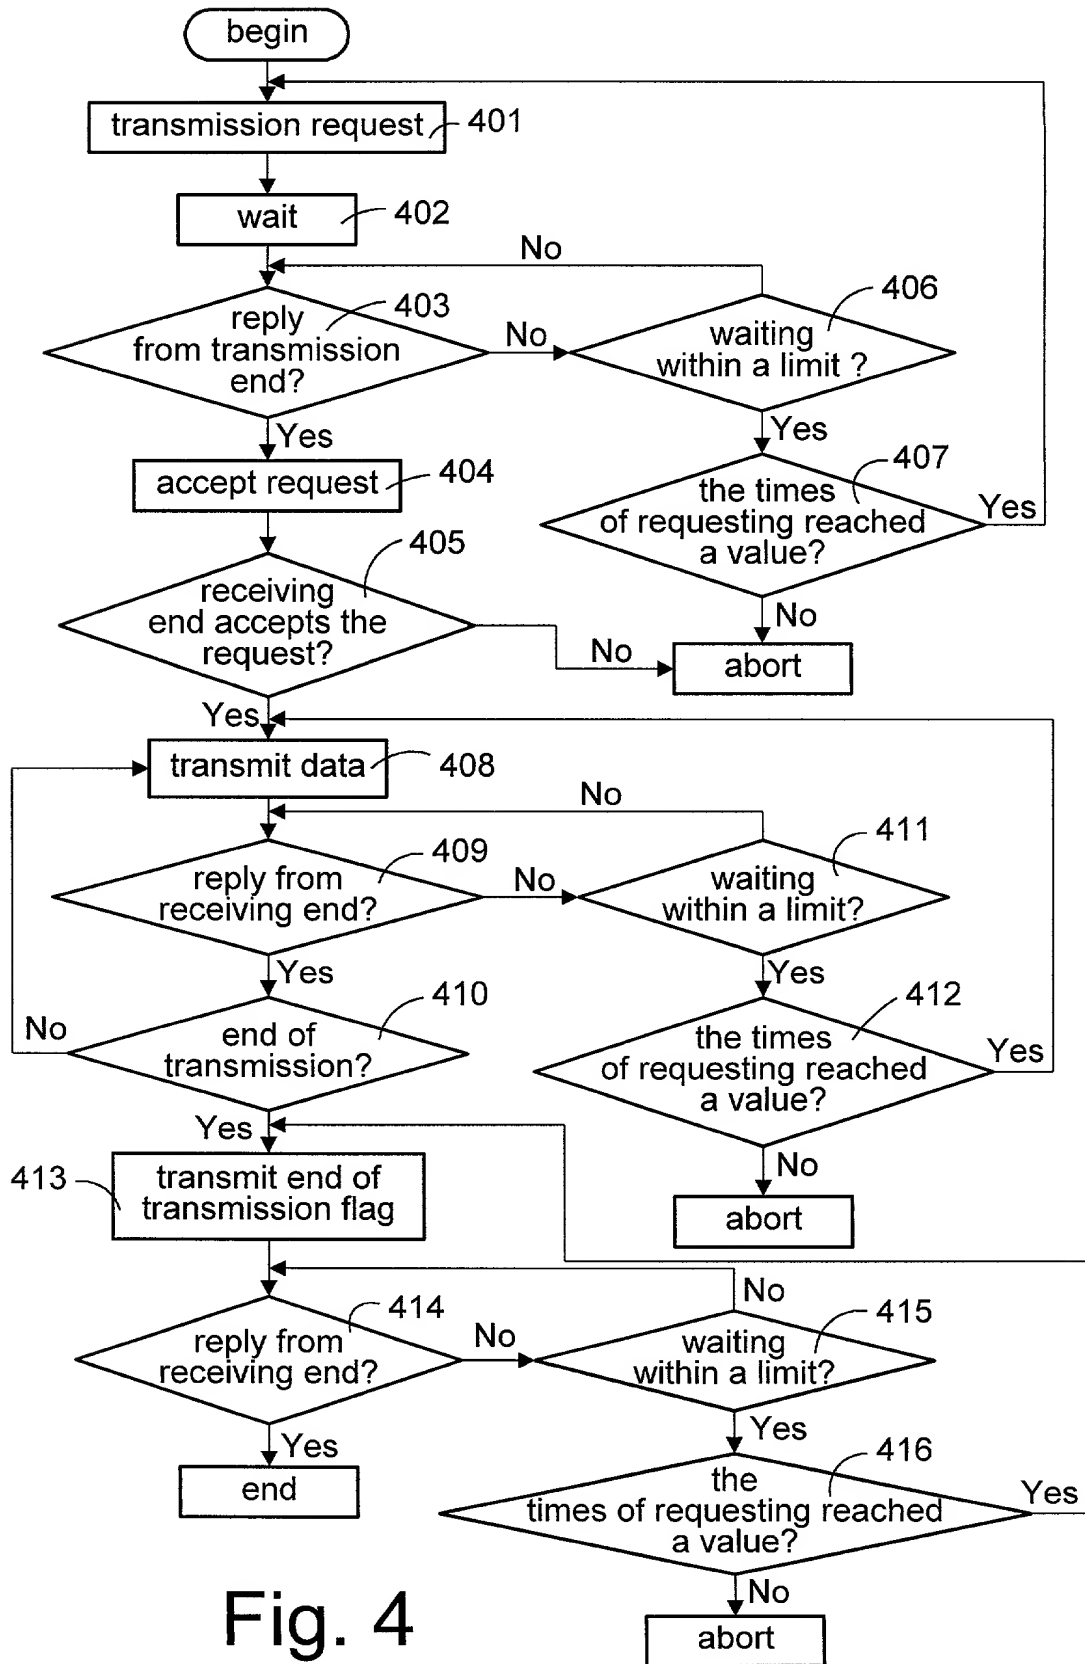 begin
transmission request
401
wait
402
No
reply
from transmission
end?
403
No
waiting
within a limit ?
406
Yes
Yes
accept request
404
the times
of requesting reached
a value?
407
Yes
405
receiving
end accepts the
request?
No
No
abort
Yes
transmit data
408
No
reply from
receiving end?
409
No
waiting
within a limit?
411
Yes
Yes
end of
transmission?
410
No
the times
of requesting reached
a value?
412
Yes
Yes
No
abort
413
transmit end of
transmission flag
No
reply from
receiving end?
414
No
waiting
within a limit?
415
Yes
Yes
end
the
times of requesting reached
a value?
416
Yes
No
abort
Fig. 4